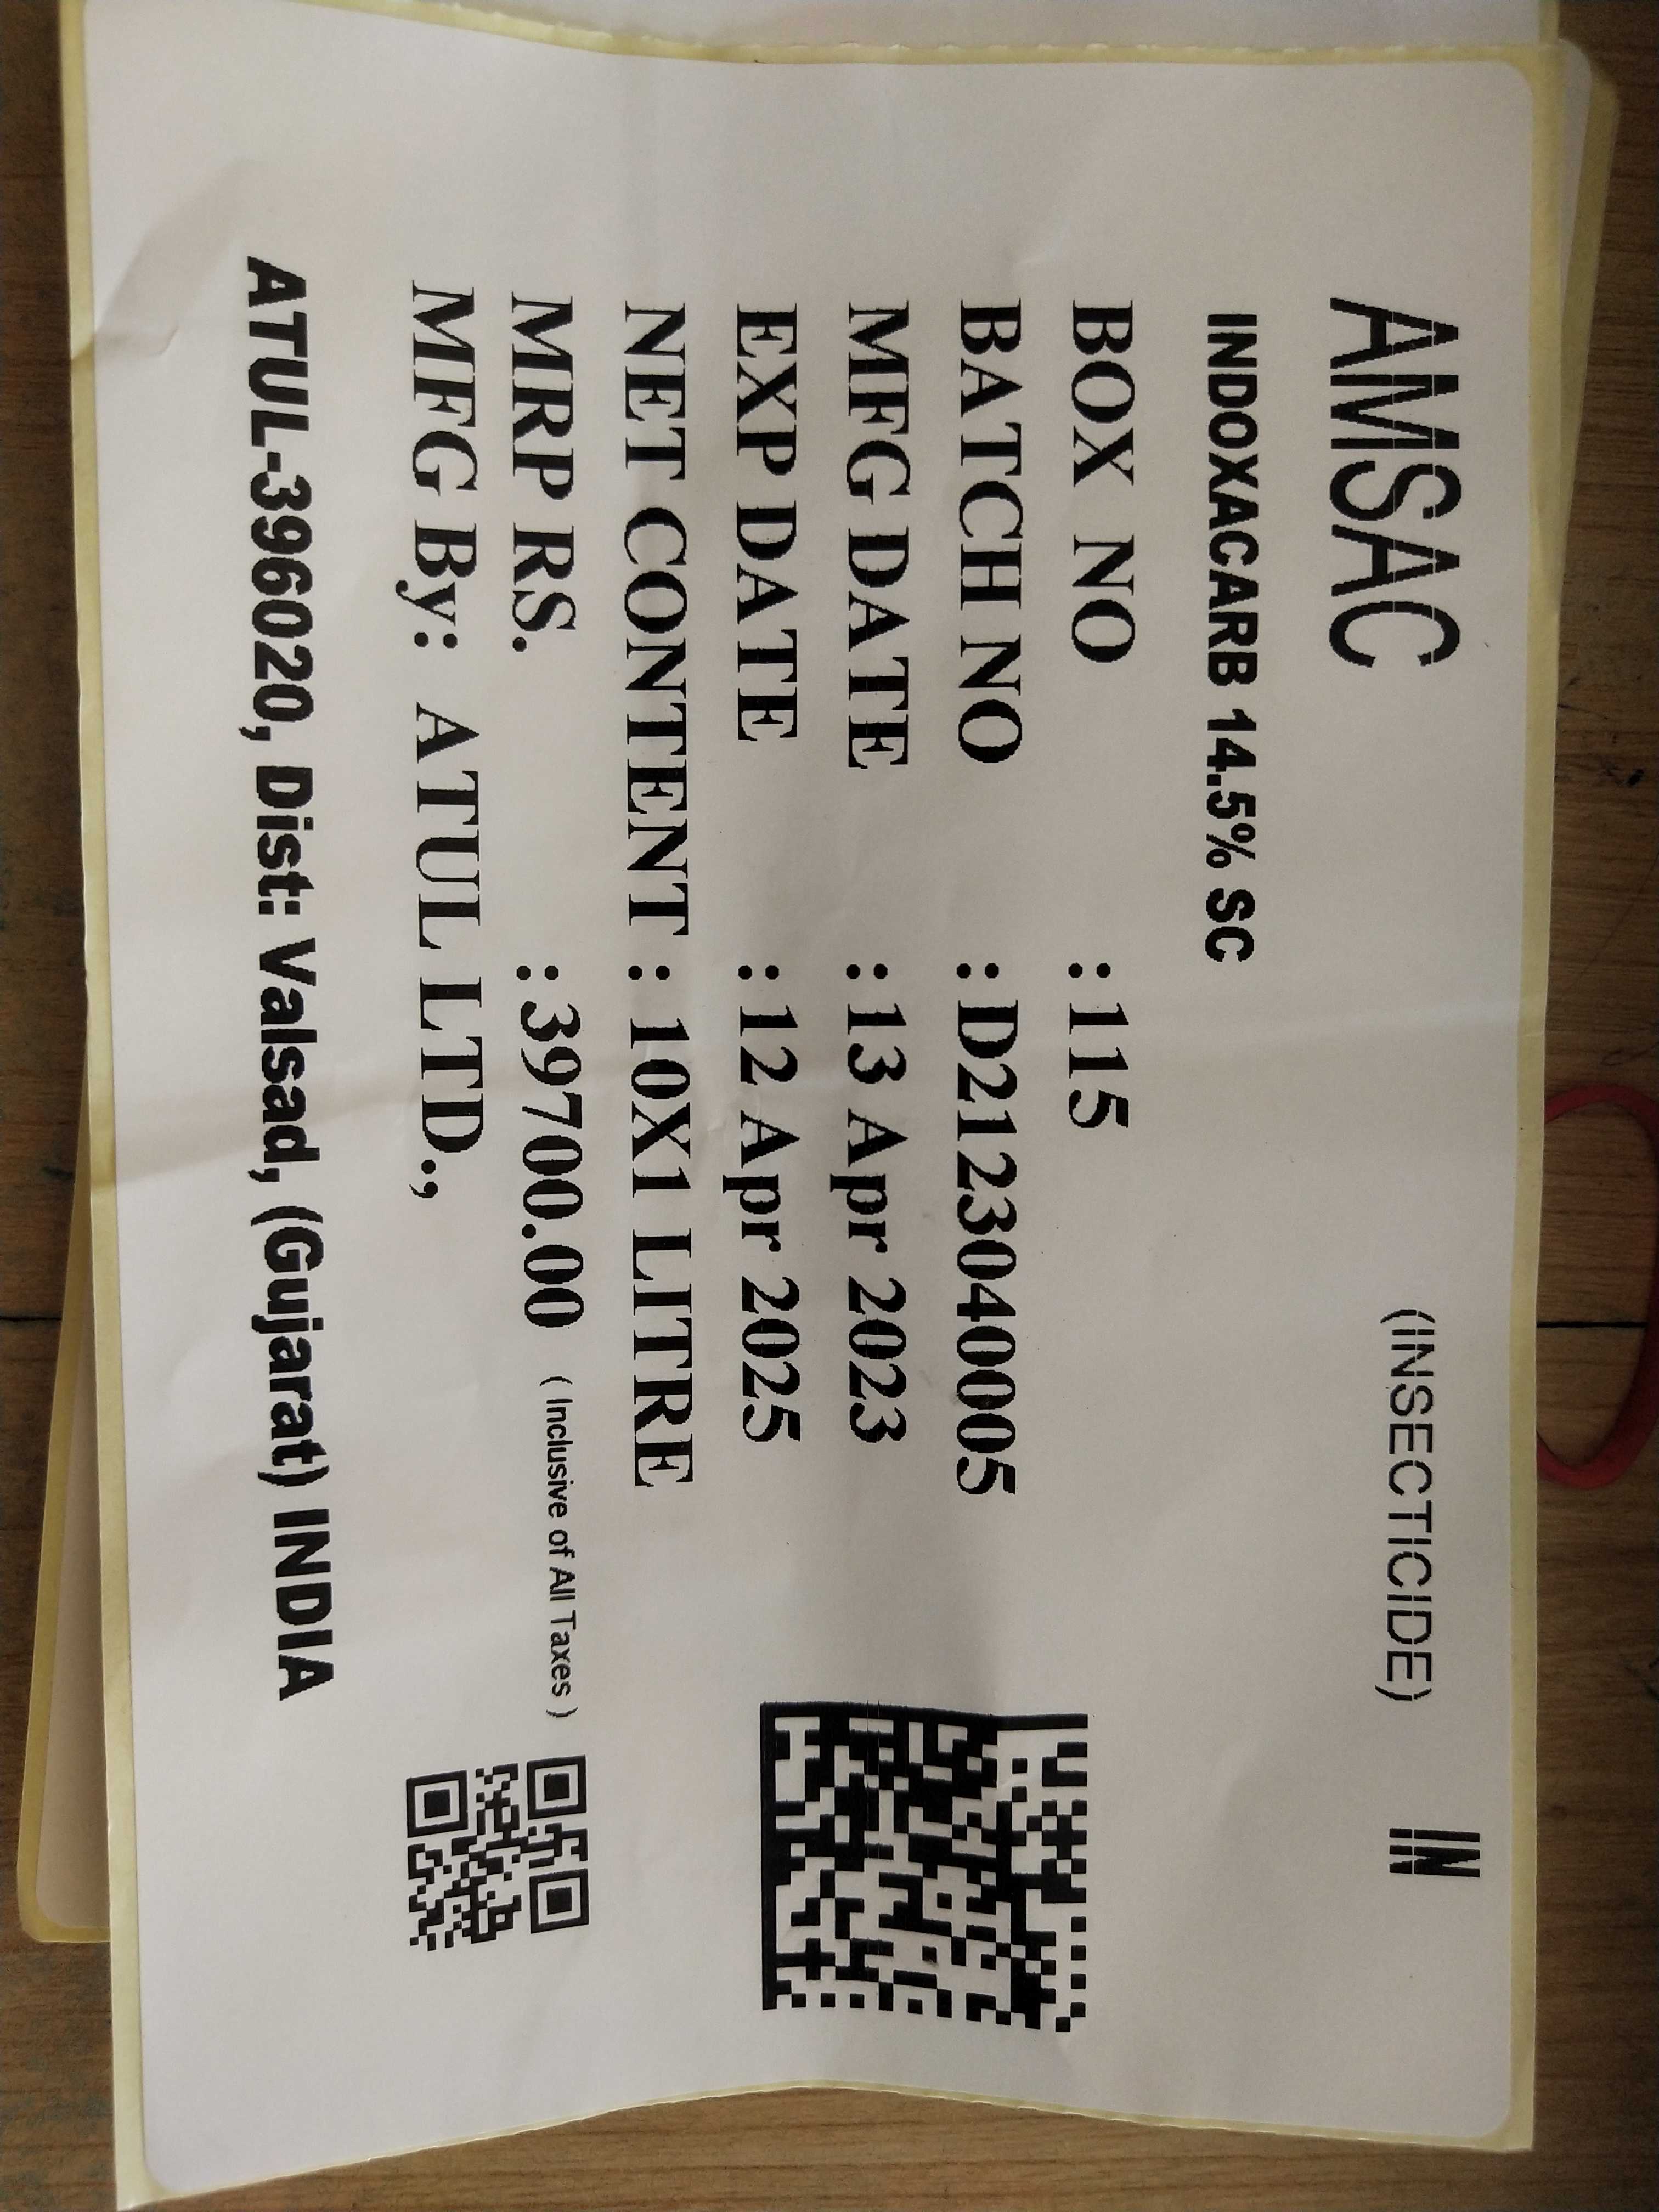 AMSAC (INSECTICIDE) IN
INDOXACARB 14.5% SC
BOX NO :115
BATCH NO :D2123040005
MFG DATE :13 Apr 2023
EXP DATE :12 Apr 2025
NET CONTENT : 10X1 LITRE
MRP RS. :39700.00 ( Inclusive of All Taxes )
MFG By: ATUL LTD.,
ATUL-396020, Dist: Valsad, (Gujarat) INDIA